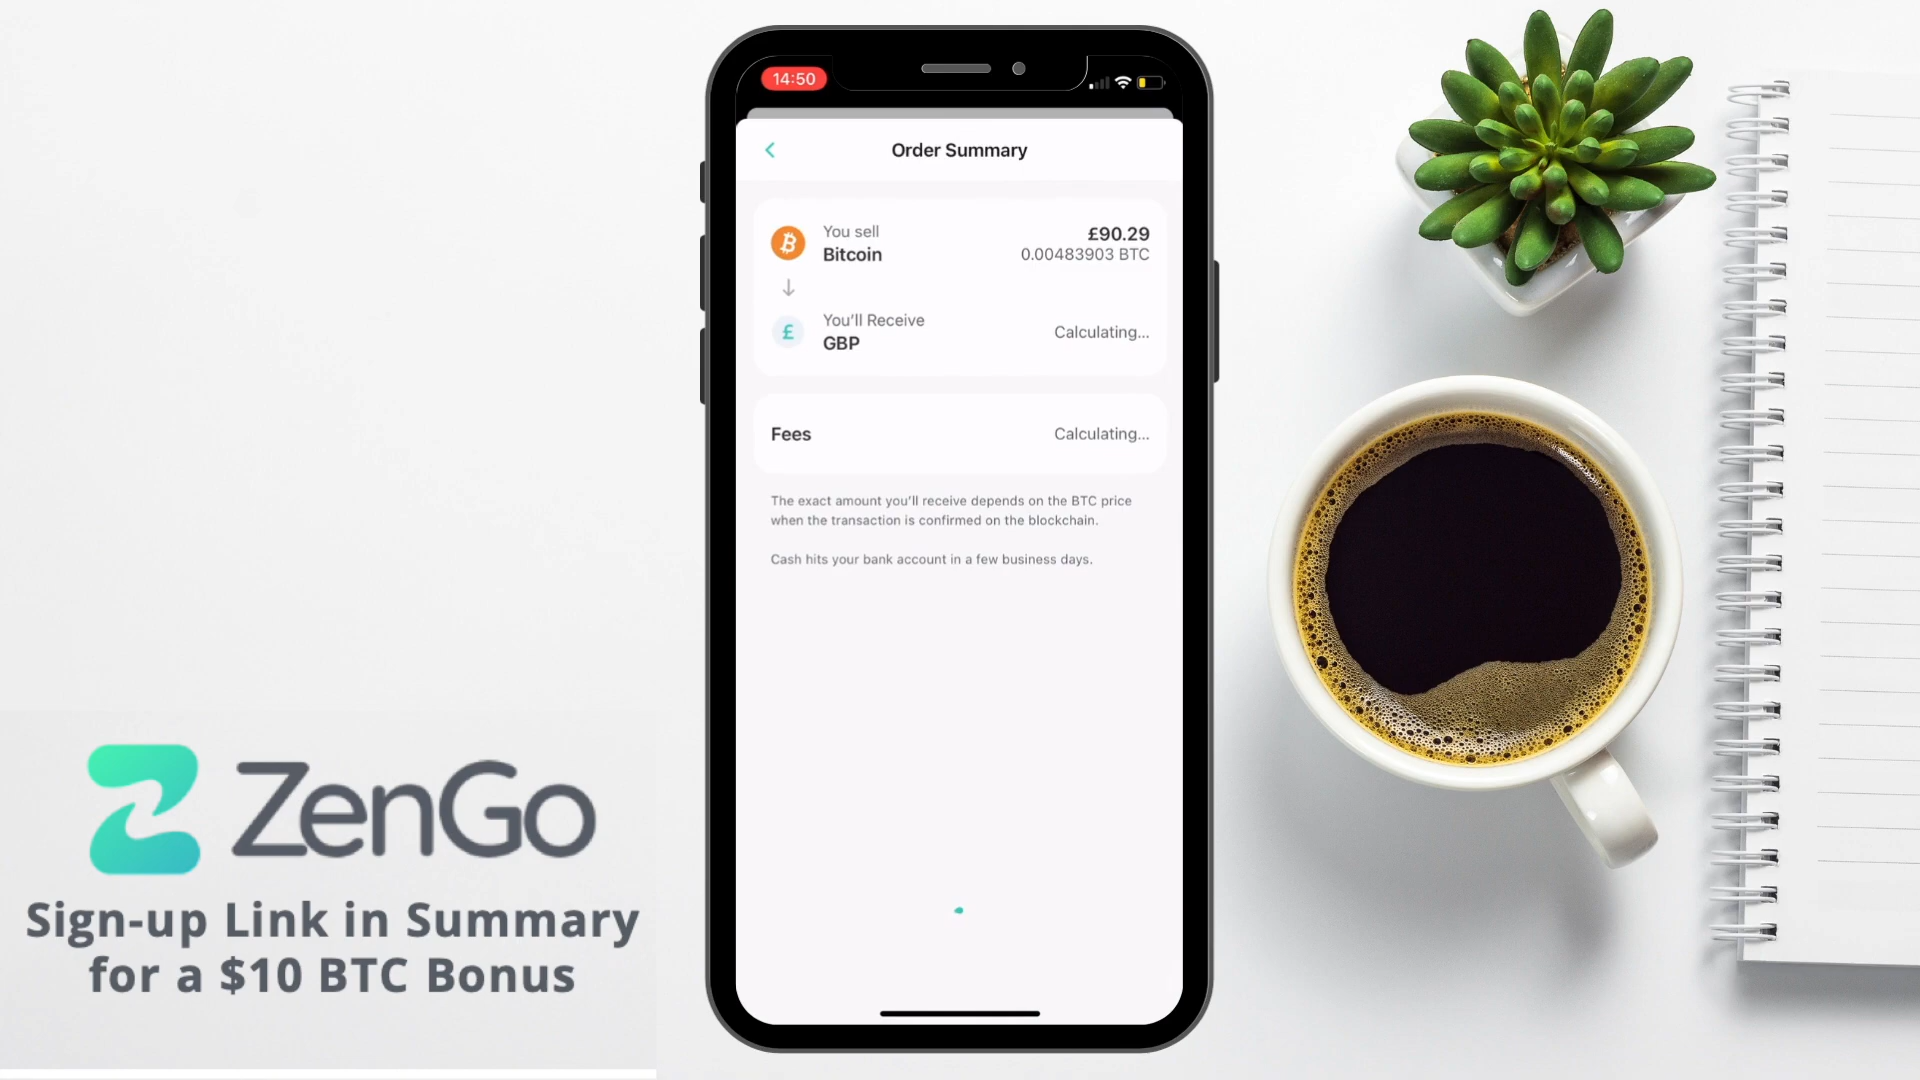 14:50
Order Summary
You sell
Bitcoin
£90.29
0.00483903 BTC
You'll Receive
GBP
Calculating...
Fees
Calculating...
The exact amount you'll receive depends on the BTC price
when the transaction is confirmed on the blockchain.
Cash hits your bank account in a few business days.
ZenGo
Sign-up Link in Summary
for a $10 BTC Bonus